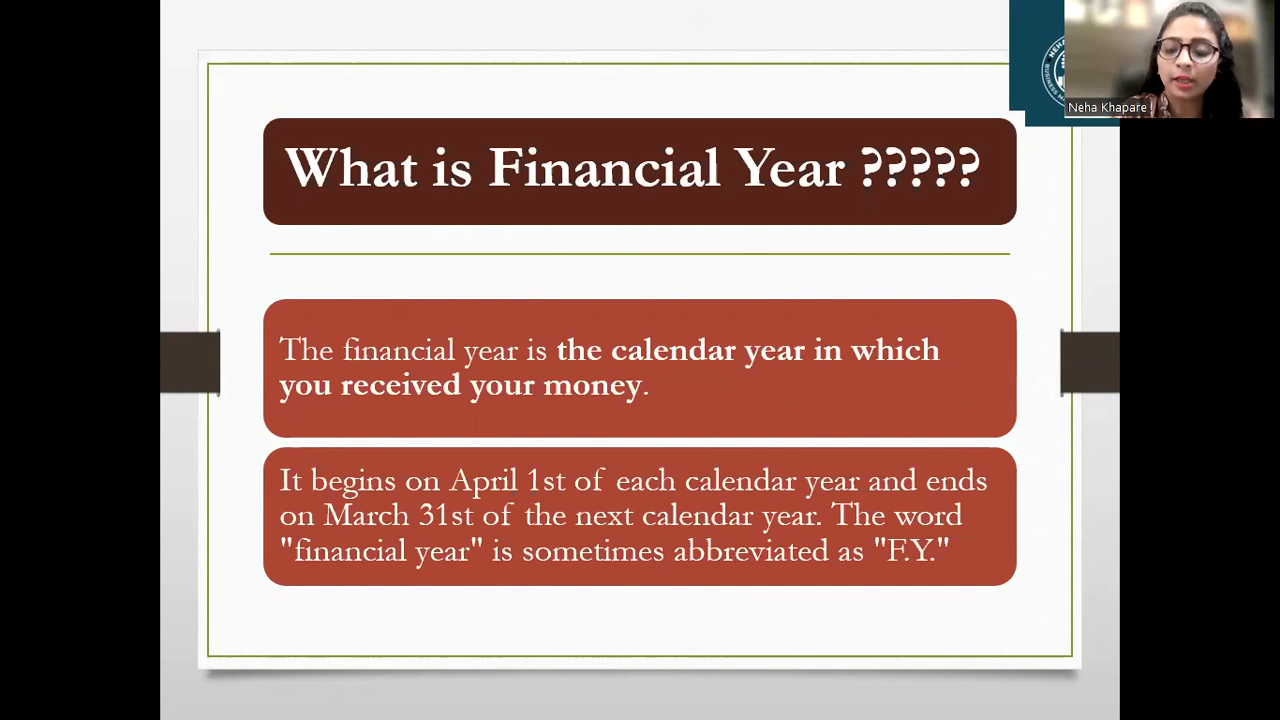 What is Financial Year ?????
The financial year is the calendar year in which
you received your money.
It begins on April 1st of each calendar year and ends
on March 31st of the next calendar year. The word
"financial year" is sometimes abbreviated as "F.Y."
Neha Khapare